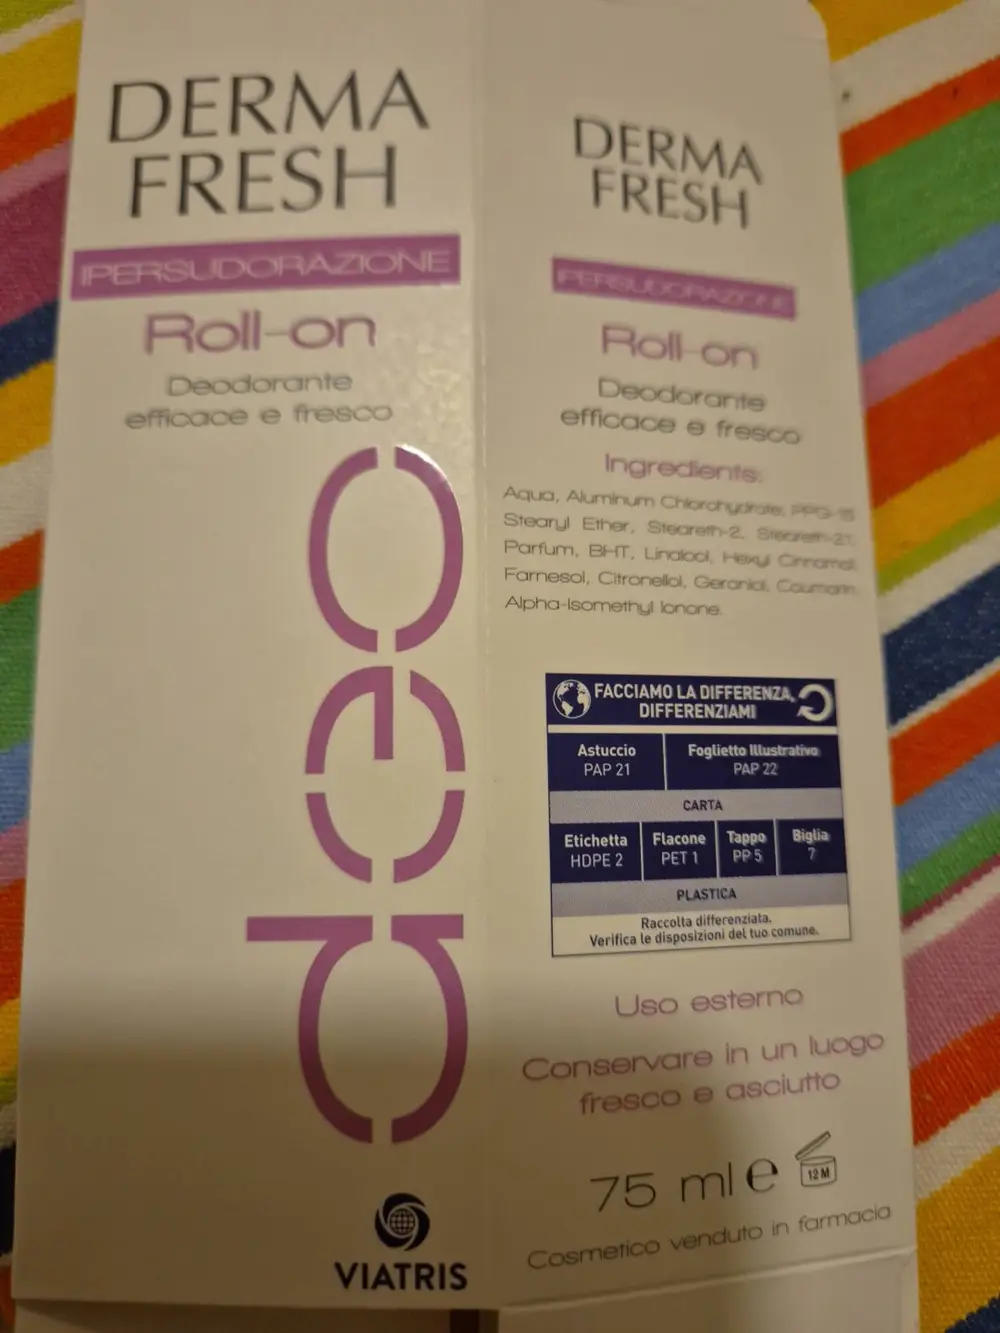 DERMA
FRESH
IPERSUDORAZIONE
Roll-on
Deodorante
efficace e fresco
deo
VIATRIS
DERMA
FRESH
IPERSUDORAZIONE
Roll-on
Deodorante
efficace e fresco
Ingredients:
Aqua, Aluminum Chlorohydrate, PPG-15
Stearyl Ether, Steareth-2, Steareth-21,
Parfum, BHT, Linalool, Hexyl Cinnamal,
Farnesol, Citronellol, Geraniol, Coumarin,
Alpha-Isomethyl Ionone.
FACCIAMO LA DIFFERENZA,
DIFFERENZIAMI
Astuccio
PAP 21
Foglietto Illustrativo
PAP 22
CARTA
Etichetta
HDPE 2
Flacone
PET 1
Tappo
PP 5
Biglia
7
PLASTICA
Raccolta differenziata.
Verifica le disposizioni del tuo comune.
Uso esterno
Conservare in un luogo
fresco e asciutto
75 ml e
12 M
Cosmetico venduto in farmacia